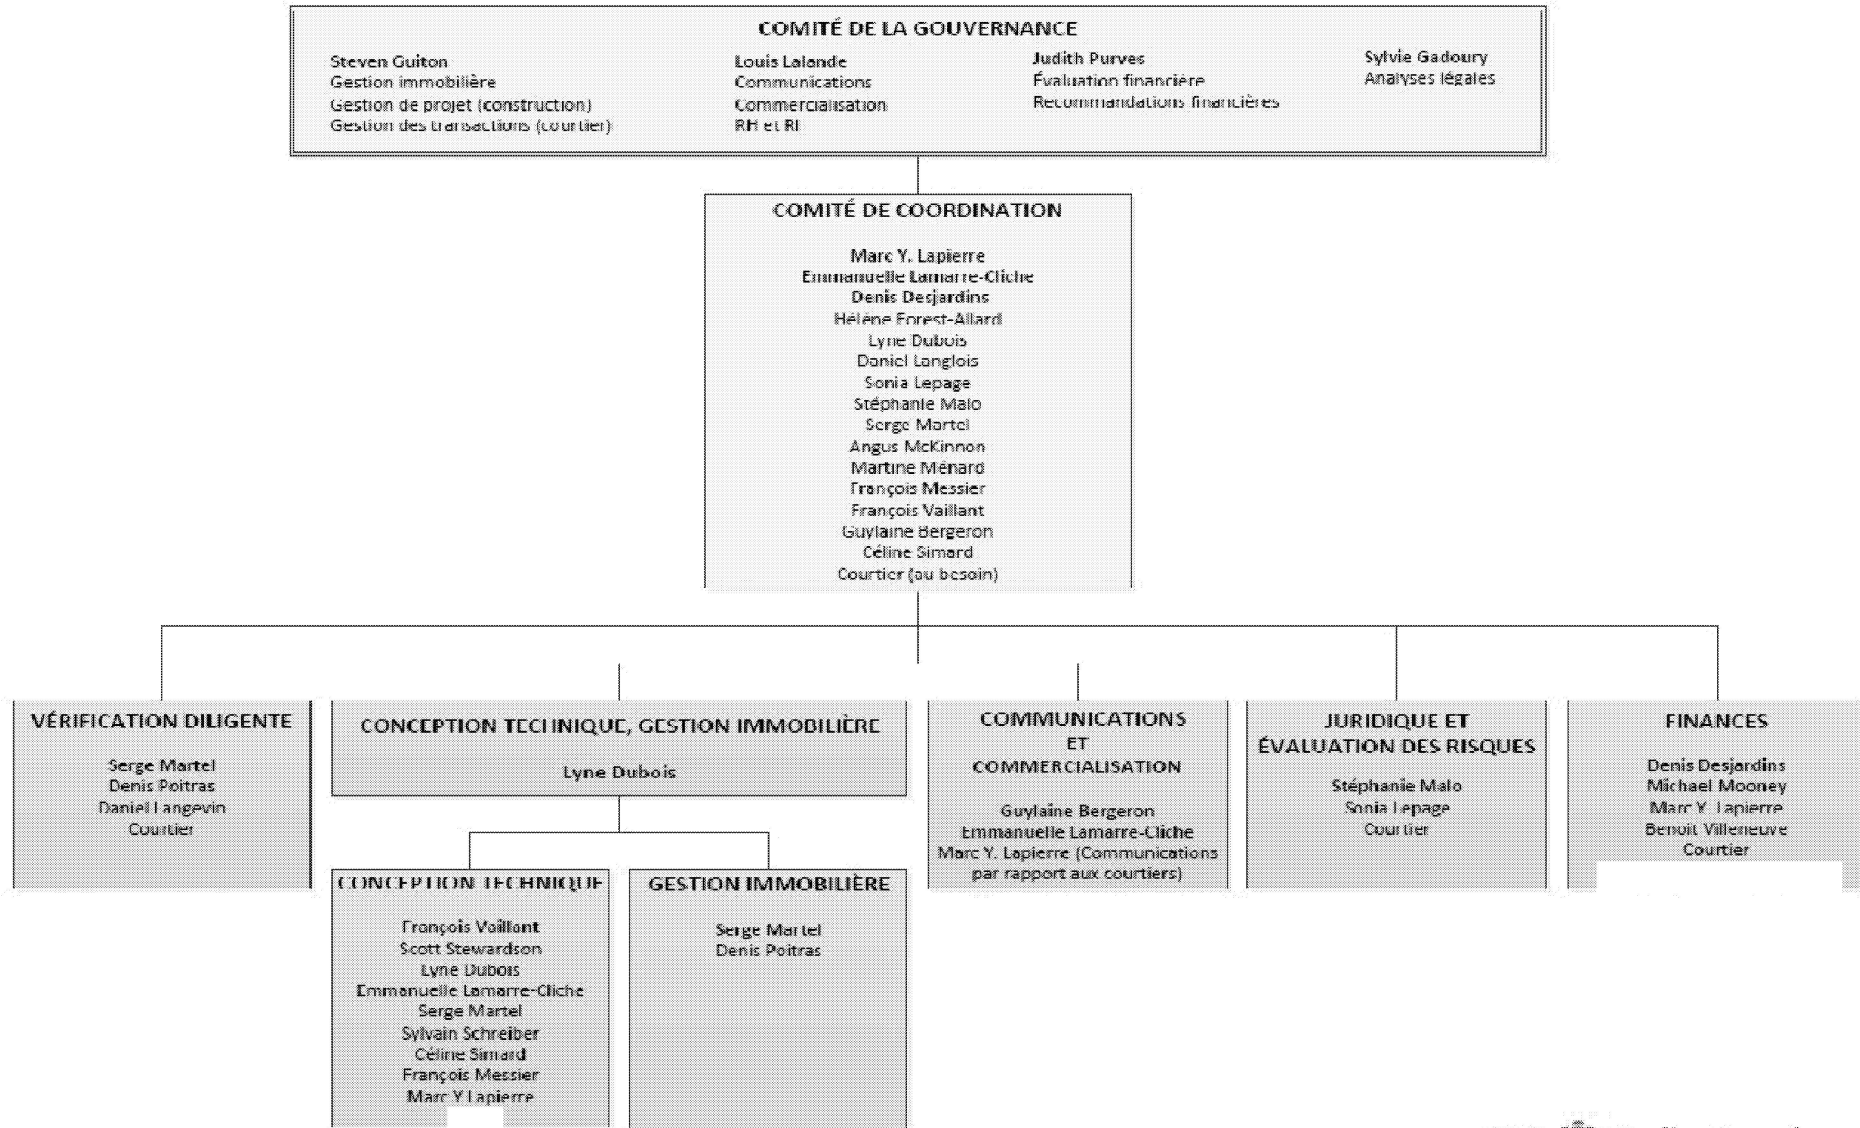 COMITÉ DE LA GOUVERNANCE
Steven Guiton
Gestion immobilière
Gestion de projet (construction)
Gestion des transactions (courtier)
Louis Lalande
Communications
Commercialisation
RH et RI
Judith Purves
Évaluation financière
Recommandations financières
Sylvie Gadoury
Analyses légales
COMITÉ DE COORDINATION
Marc Y. Lapierre
Emmanuelle Lamarre-Cliche
Denis Desjardins
Hélène Forest-Allard
Lyne Dubois
Daniel Langlois
Sonia Lepage
Stéphanie Malo
Serge Martel
Angus McKinnon
Martine Ménard
François Messier
François Vaillant
Guylaine Bergeron
Céline Simard
Courtier (au besoin)
VÉRIFICATION DILIGENTE
Serge Martel
Denis Poitras
Daniel Langevin
Courtier
CONCEPTION TECHNIQUE, GESTION IMMOBILIÈRE
Lyne Dubois
CONCEPTION TECHNIQUE
François Vaillant
Scott Stewardson
Lyne Dubois
Emmanuelle Lamarre-Cliche
Serge Martel
Sylvain Schreiber
Céline Simard
François Messier
Marc Y Lapierre
GESTION IMMOBILIÈRE
Serge Martel
Denis Poitras
COMMUNICATIONS
ET
COMMERCIALISATION
Guylaine Bergeron
Emmanuelle Lamarre-Cliche
Marc Y. Lapierre (Communications
par rapport aux courtiers)
JURIDIQUE ET
ÉVALUATION DES RISQUES
Stéphanie Malo
Sonia Lepage
Courtier
FINANCES
Denis Desjardins
Michael Mooney
Marc Y. Lapierre
Benoit Villeneuve
Courtier